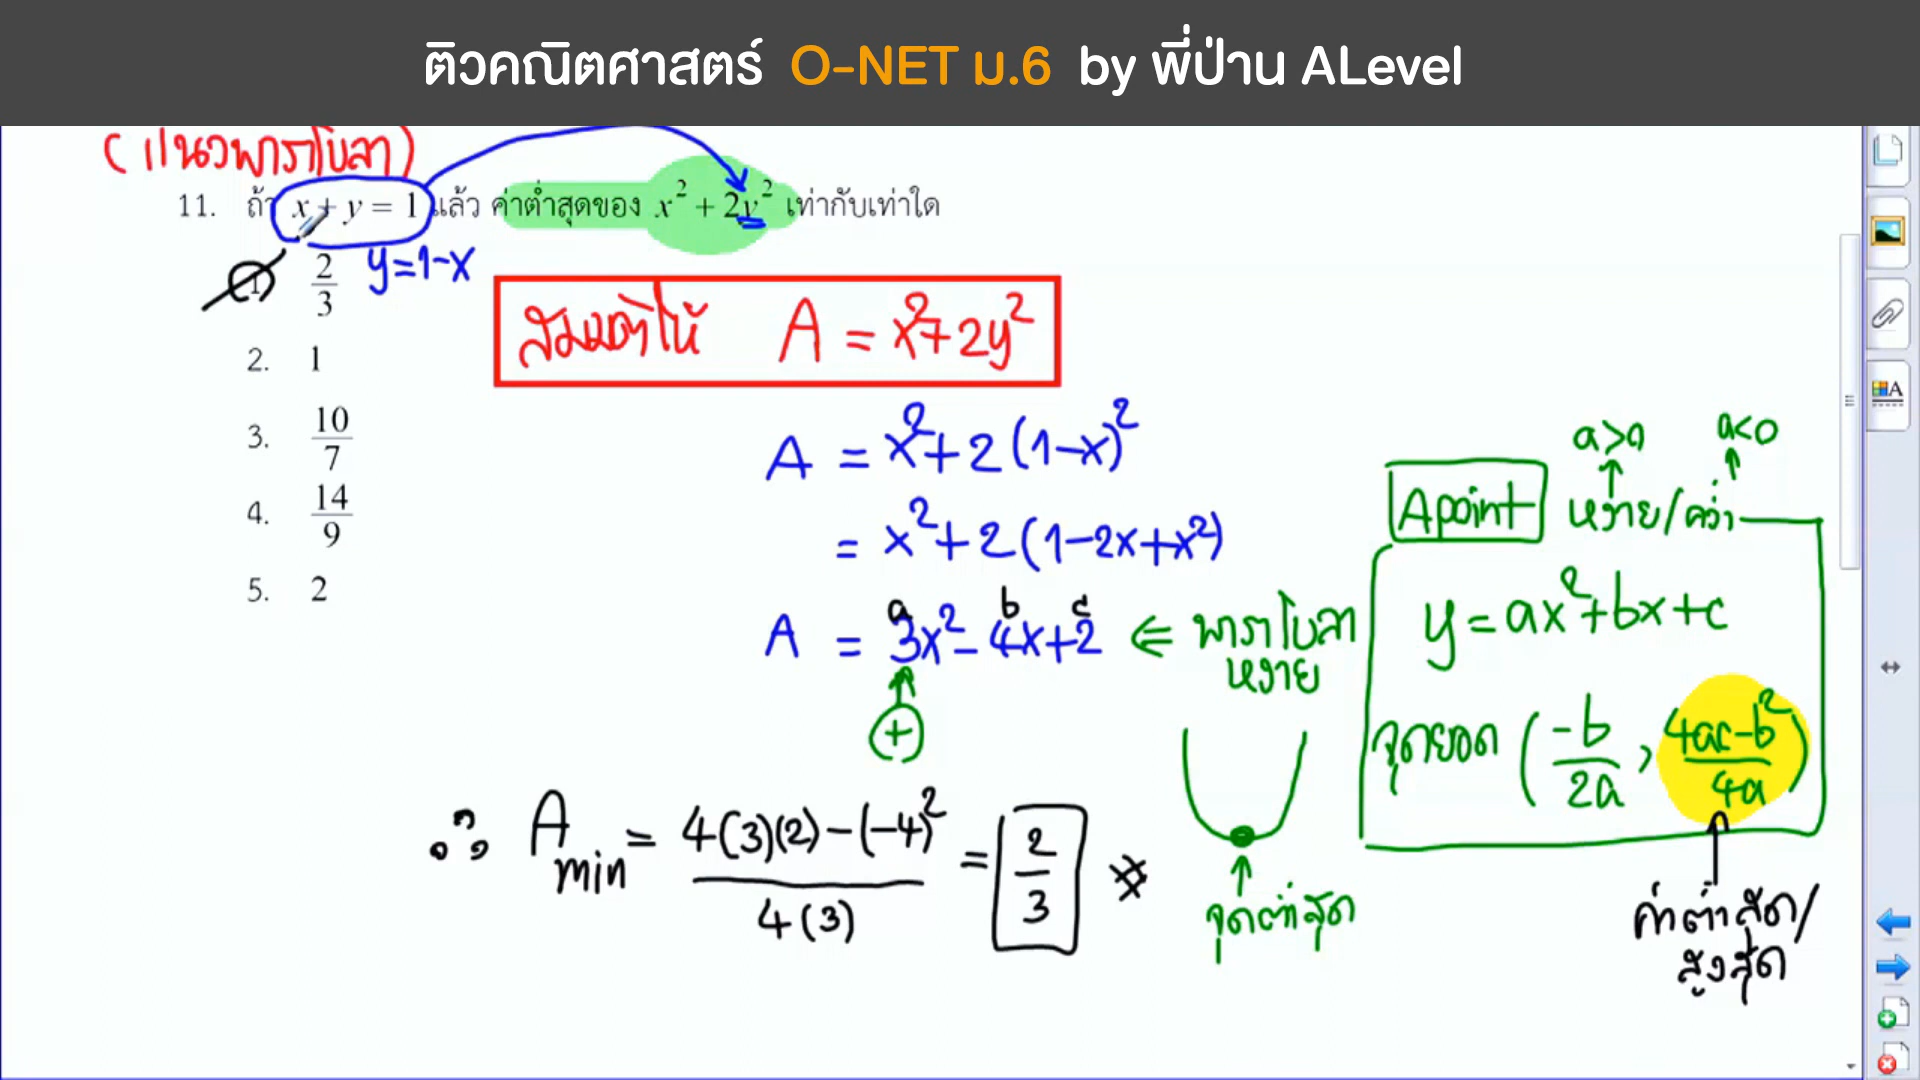 ติวคณิตศาสตร์ O-NET ม.6 by พี่ป่าน ALevel
(แนวพาราโบลา)
11. ถ้า x + y = 1 แล้ว ค่าต่ำสุดของ x² + 2y² เท่ากับเท่าใด
y=1-x
1. 2/3
2. 1
3. 10/7
4. 14/9
5. 2
สมมติให้ A = x²+2y²
A = x²+2(1-x)²
= x²+2(1-2x+x²)
a b c
A = 3x²-4x+2 ⇐ พาราโบลา
หงาย
(+)
จุดต่ำสุด
∴ A min = 4(3)(2)-(-4)² / 4(3) = 2/3
a>0 a<0
A point หงาย/คว่ำ
y=ax²+bx+c
จุดยอด (-b/2a, 4ac-b²/4a)
ค่าต่ำสุด/
สูงสุด